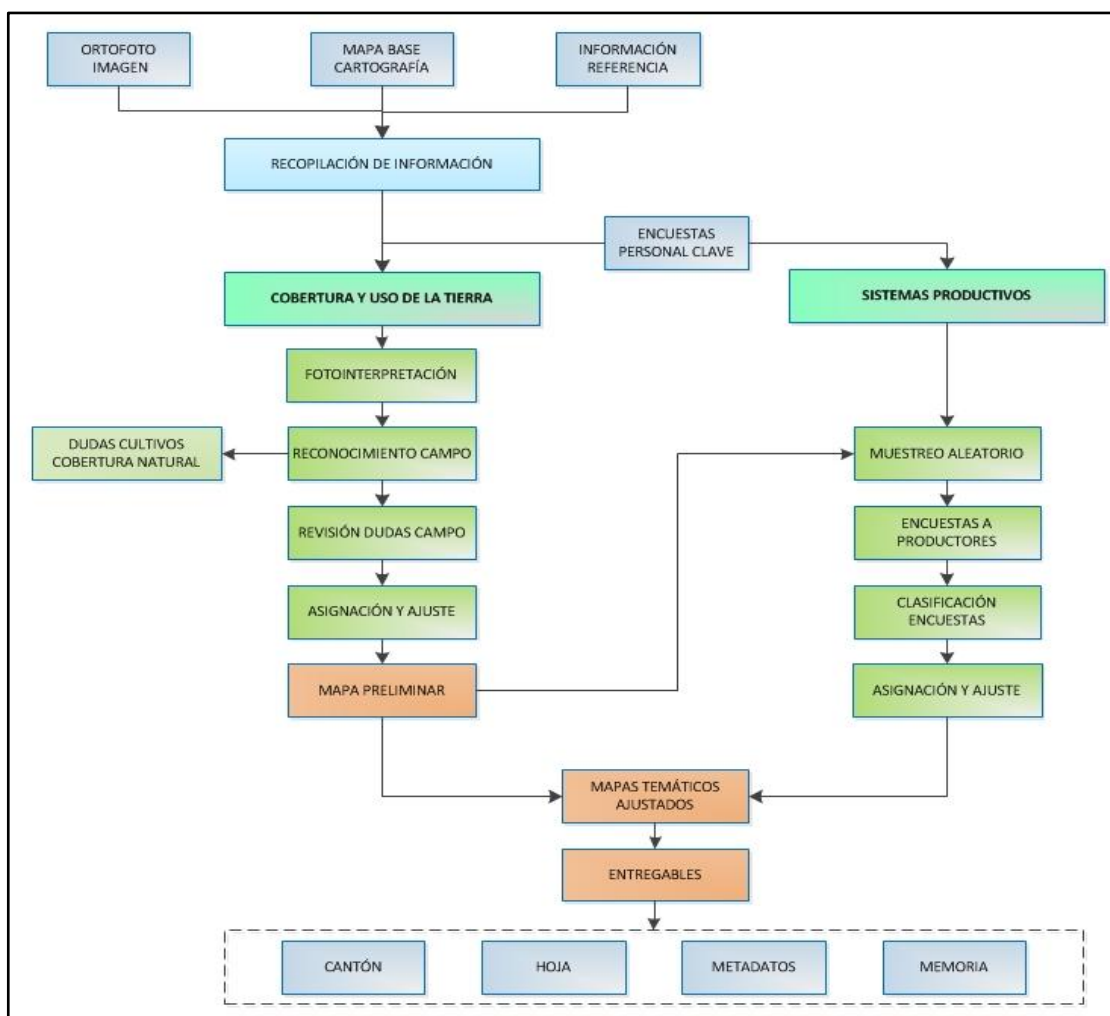 ORTOFOTO
IMAGEN
MAPA BASE
CARTOGRAFÍA
INFORMACIÓN
REFERENCIA
RECOPILACIÓN DE INFORMACIÓN
ENCUESTAS
PERSONAL CLAVE
COBERTURA Y USO DE LA TIERRA
SISTEMAS PRODUCTIVOS
FOTOINTERPRETACIÓN
DUDAS CULTIVOS
COBERTURA NATURAL
RECONOCIMIENTO CAMPO
MUESTREO ALEATORIO
REVISIÓN DUDAS CAMPO
ENCUESTAS A
PRODUCTORES
ASIGNACIÓN Y AJUSTE
CLASIFICACIÓN
ENCUESTAS
MAPA PRELIMINAR
ASIGNACIÓN Y AJUSTE
MAPAS TEMÁTICOS
AJUSTADOS
ENTREGABLES
CANTÓN
HOJA
METADATOS
MEMORIA